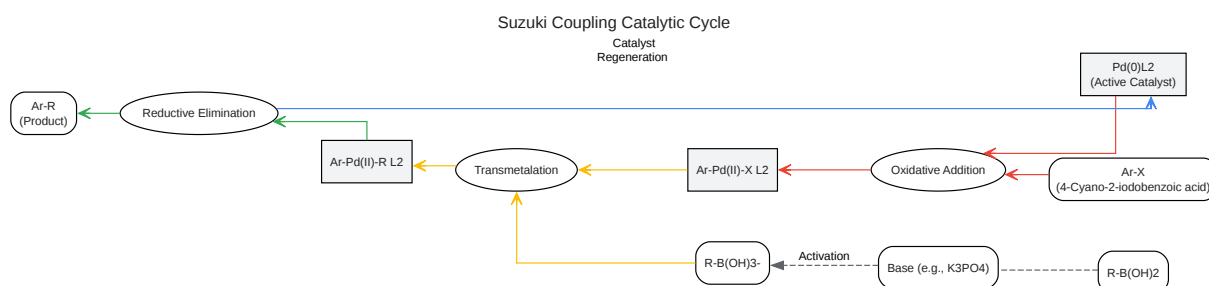 Suzuki Coupling Catalytic Cycle
Catalyst
Regeneration
Pd(0)L2
(Active Catalyst)
Ar-R
(Product)
Reductive Elimination
Ar-Pd(II)-R L2
Transmetalation
Ar-Pd(II)-X L2
Oxidative Addition
Ar-X
(4-Cyano-2-iodobenzoic acid)
R-B(OH)3-
Activation
Base (e.g., K3PO4)
R-B(OH)2